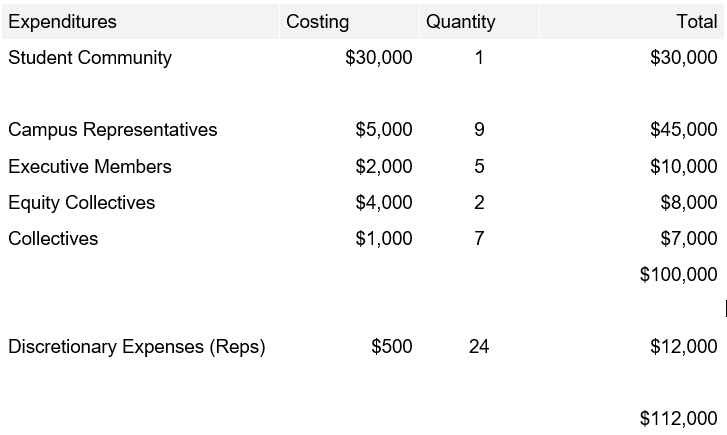 Expenditures Costing Quantity Total
Student Community $30,000 1 $30,000
Campus Representatives $5,000 9 $45,000
Executive Members $2,000 5 $10,000
Equity Collectives $4,000 2 $8,000
Collectives $1,000 7 $7,000
$100,000
Discretionary Expenses (Reps) $500 24 $12,000
$112,000